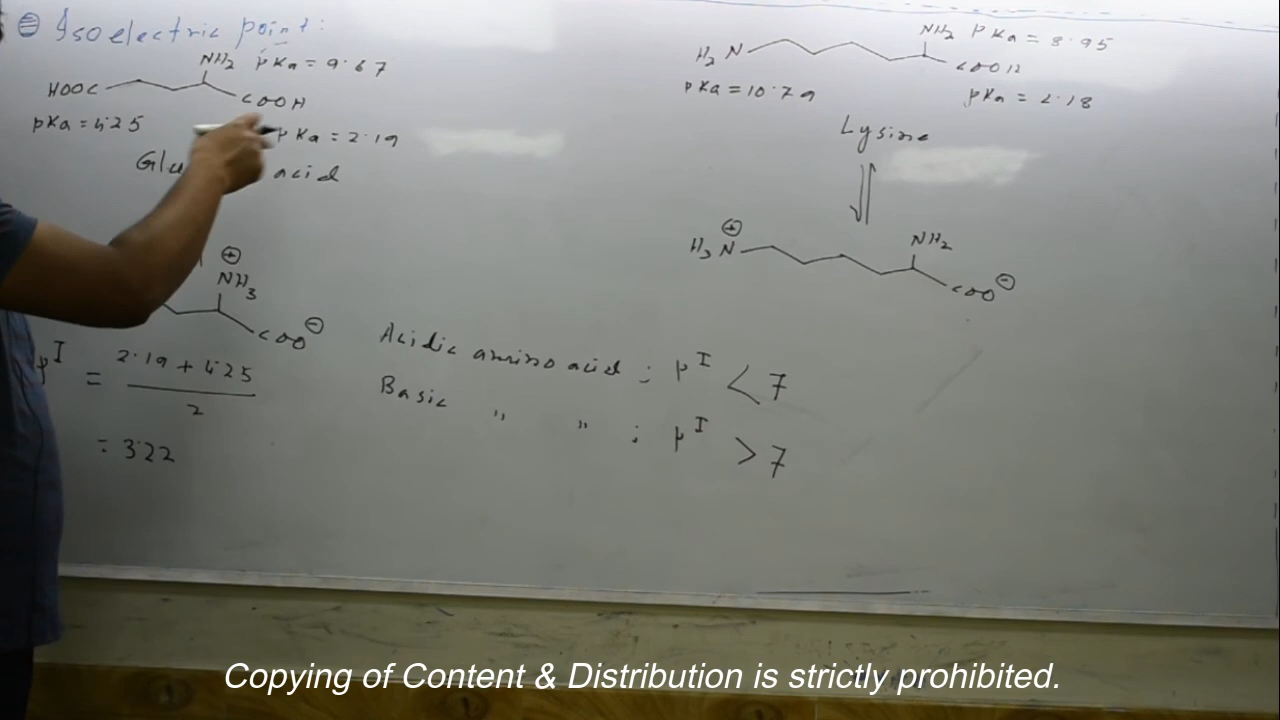 Isoelectric point:
NH2 pKa = 9.67
HOOC COOH
pKa = 4.25 pKa = 2.19
Glu acid
⊕
NH3
COO⊖
pI = 2.19 + 4.25
2
= 3.22
Acidic amino acid ; pI < 7
Basic " " ; pI > 7
NH2 pKa = 8.95
H2N COOH
pKa = 10.79 pKa = 2.18
Lysine
⊕
H3N NH2
COO⊖
Copying of Content & Distribution is strictly prohibited.